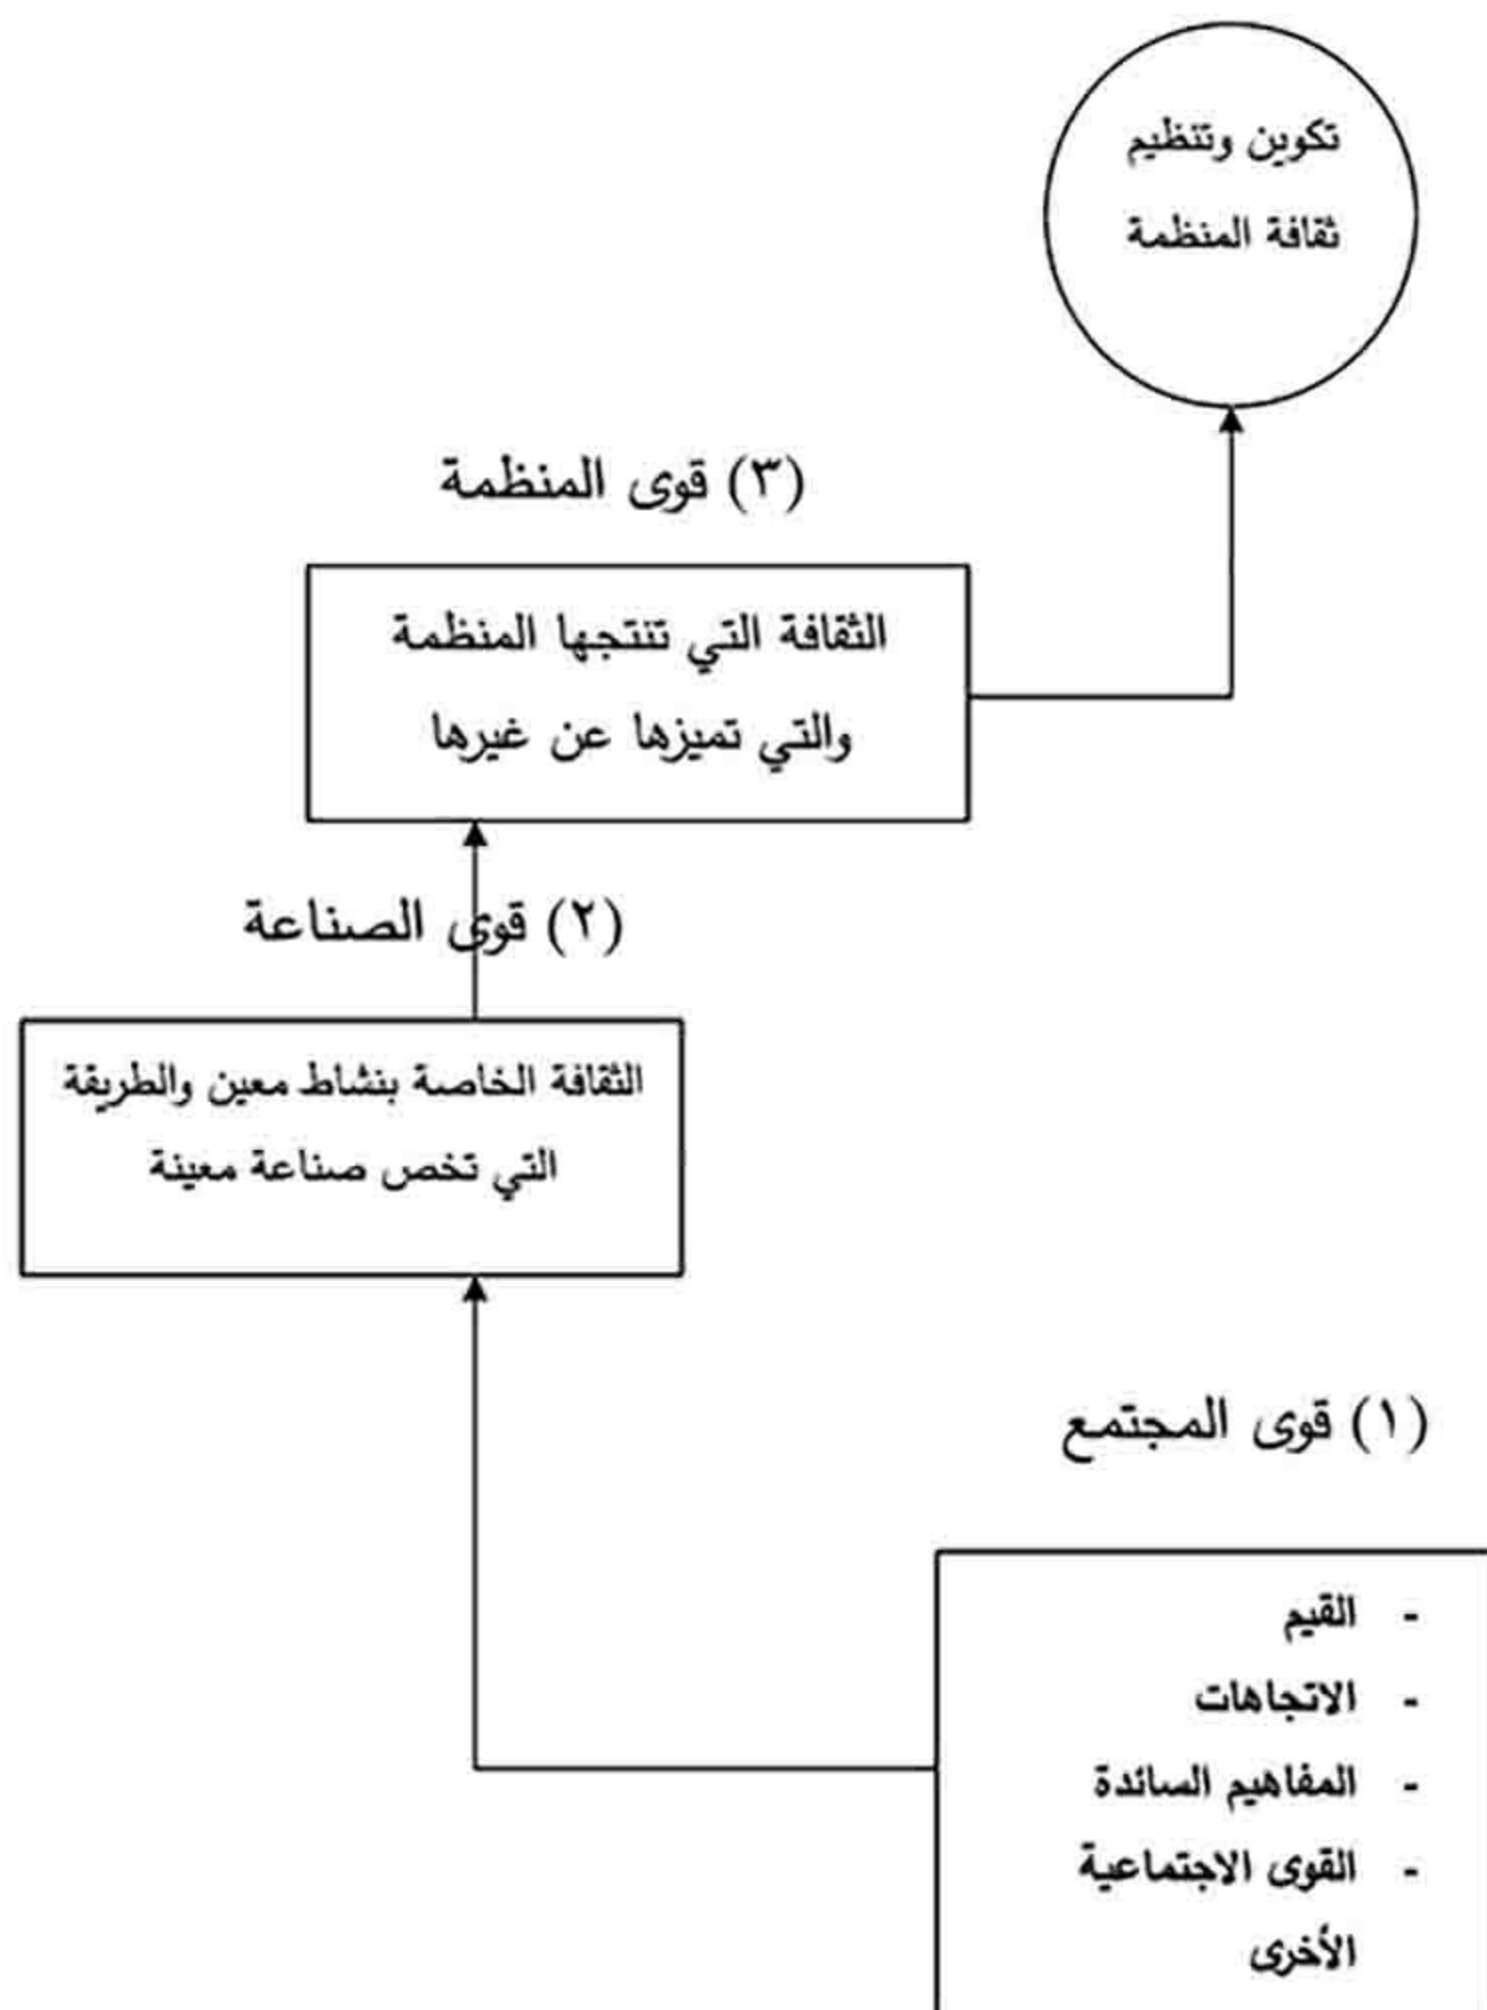 تكوين وتنظيم
ثقافة المنظمة
(٣) قوى المنظمة
الثقافة التي تنتجها المنظمة
والتي تميزها عن غيرها
(٢) قوى الصناعة
الثقافة الخاصة بنشاط معين والطريقة
التي تخص صناعة معينة
(١) قوى المجتمع
- القيم
- الاتجاهات
- المفاهيم السائدة
- القوى الاجتماعية
الأخرى